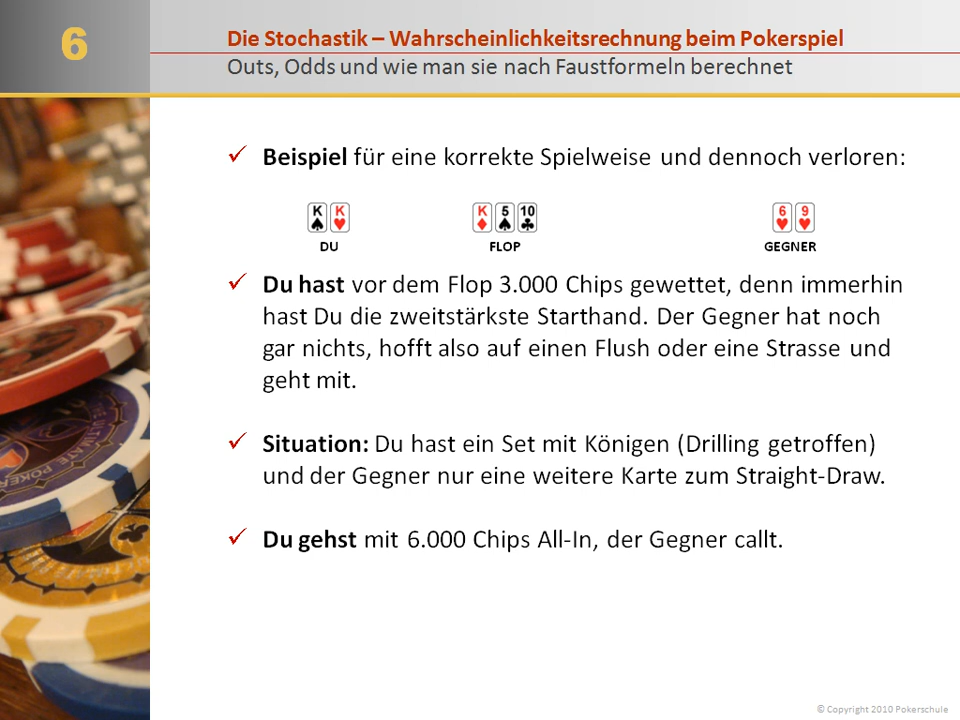 6
Die Stochastik – Wahrscheinlichkeitsrechnung beim Pokerspiel
Outs, Odds und wie man sie nach Faustformeln berechnet
Beispiel für eine korrekte Spielweise und dennoch verloren:
K K K 5 10 6 9
DU FLOP GEGNER
Du hast vor dem Flop 3.000 Chips gewettet, denn immerhin
hast Du die zweitstärkste Starthand. Der Gegner hat noch
gar nichts, hofft also auf einen Flush oder eine Strasse und
geht mit.
Situation: Du hast ein Set mit Königen (Drilling getroffen)
und der Gegner nur eine weitere Karte zum Straight-Draw.
Du gehst mit 6.000 Chips All-In, der Gegner callt.
© Copyright 2010 Pokerschule